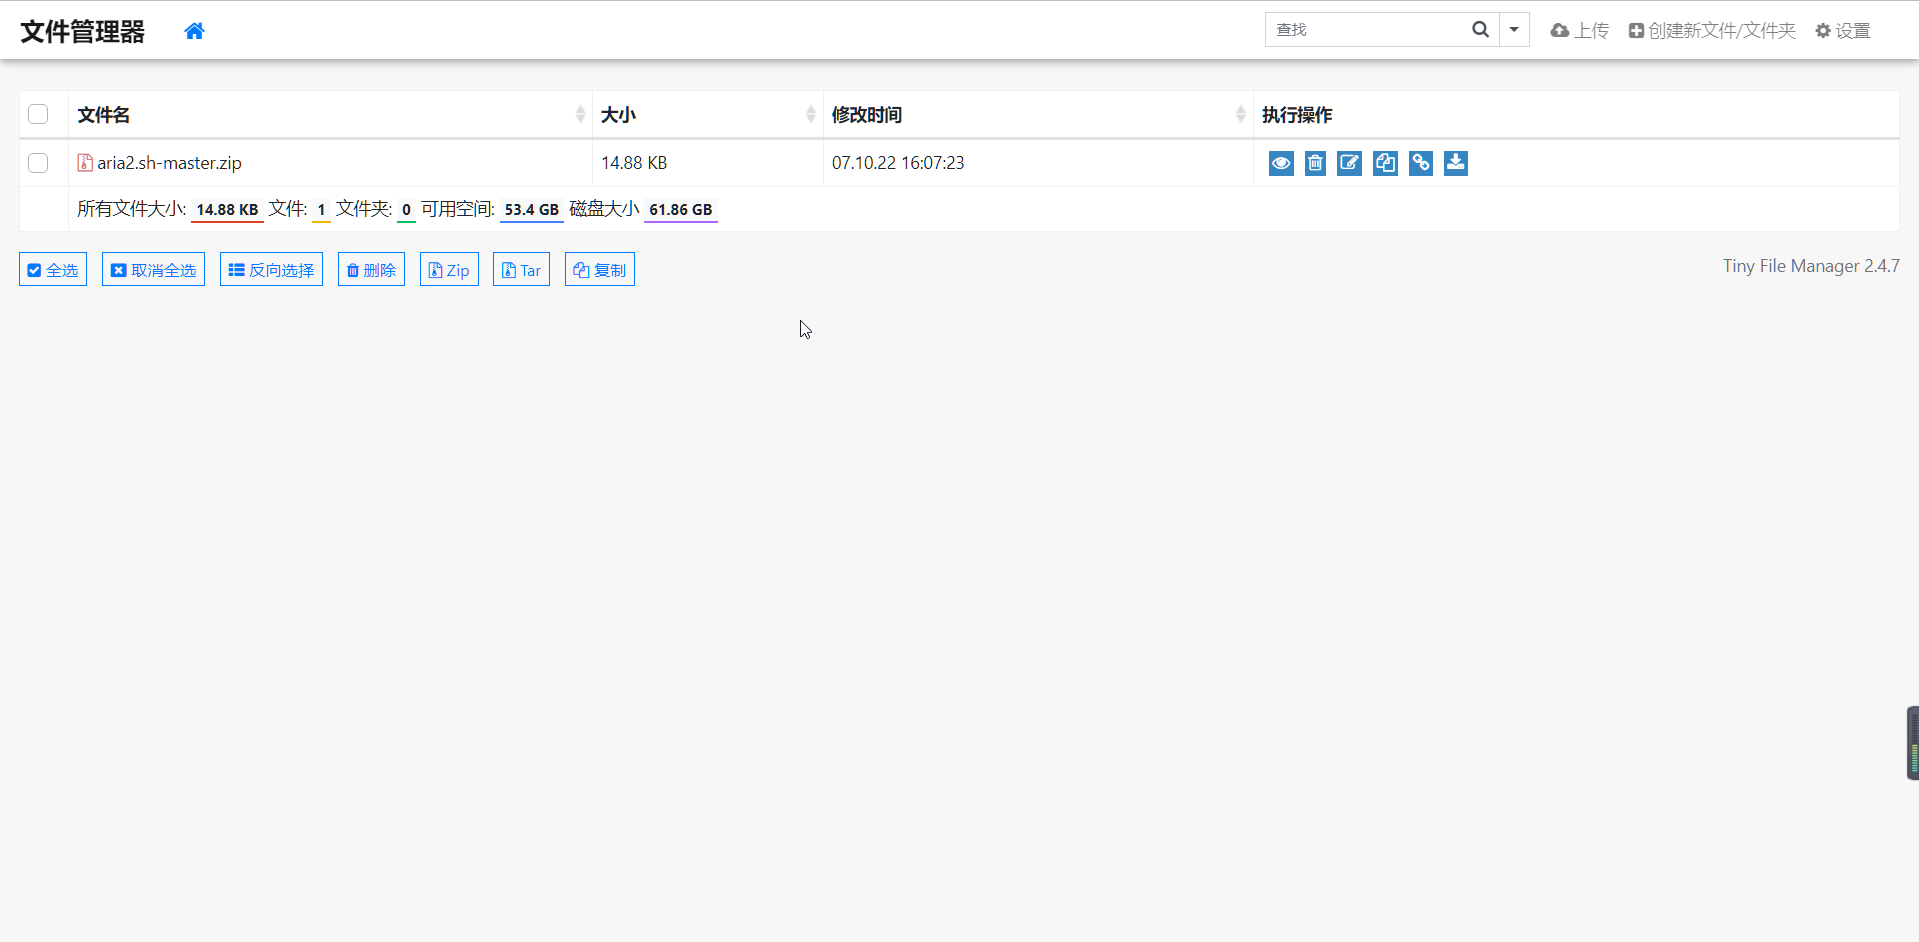 文件管理器
查找
上传
创建新文件/文件夹
设置
文件名 大小 修改时间 执行操作
aria2.sh-master.zip 14.88 KB 07.10.22 16:07:23
所有文件大小: 14.88 KB 文件: 1 文件夹: 0 可用空间: 53.4 GB 磁盘大小 61.86 GB
全选 取消全选 反向选择 删除 Zip Tar 复制
Tiny File Manager 2.4.7